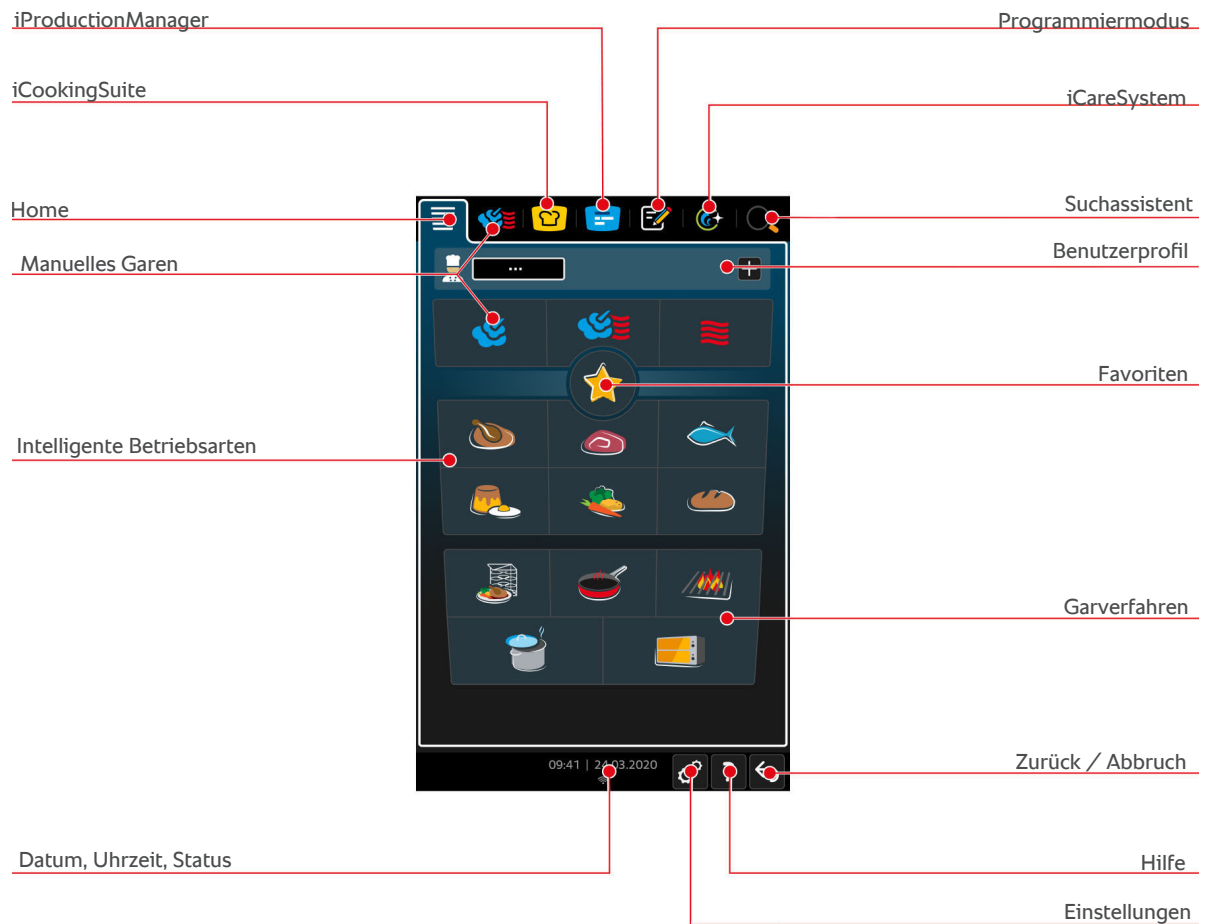 iProductionManager
Programmiermodus
iCookingSuite
iCareSystem
Home
Suchassistent
Manuelles Garen
Benutzerprofil
...
Favoriten
Intelligente Betriebsarten
Garverfahren
09:41 | 24.03.2020
Zurück / Abbruch
Datum, Uhrzeit, Status
Hilfe
Einstellungen